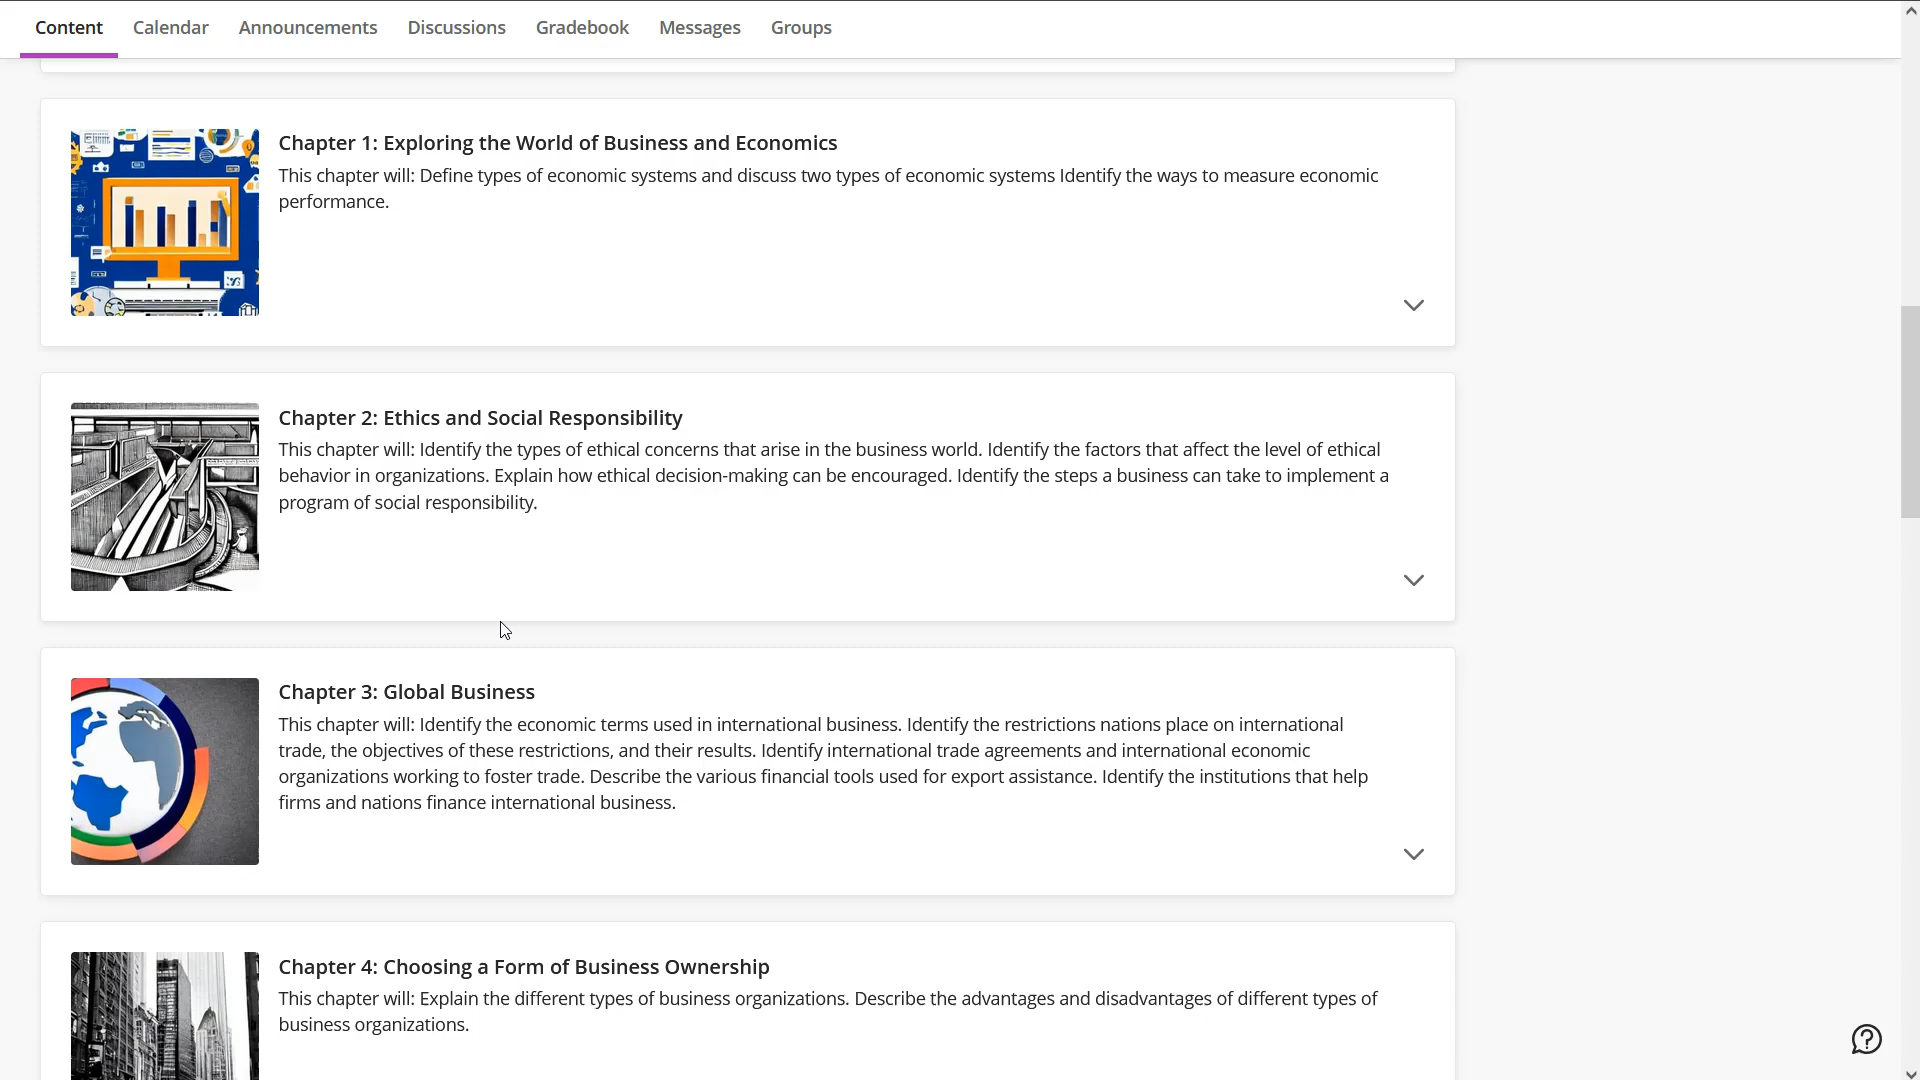 Content Calendar Announcements Discussions Gradebook Messages Groups
Chapter 1: Exploring the World of Business and Economics
This chapter will: Define types of economic systems and discuss two types of economic systems Identify the ways to measure economic
performance.
Chapter 2: Ethics and Social Responsibility
This chapter will: Identify the types of ethical concerns that arise in the business world. Identify the factors that affect the level of ethical
behavior in organizations. Explain how ethical decision-making can be encouraged. Identify the steps a business can take to implement a
program of social responsibility.
Chapter 3: Global Business
This chapter will: Identify the economic terms used in international business. Identify the restrictions nations place on international
trade, the objectives of these restrictions, and their results. Identify international trade agreements and international economic
organizations working to foster trade. Describe the various financial tools used for export assistance. Identify the institutions that help
firms and nations finance international business.
Chapter 4: Choosing a Form of Business Ownership
This chapter will: Explain the different types of business organizations. Describe the advantages and disadvantages of different types of
business organizations.